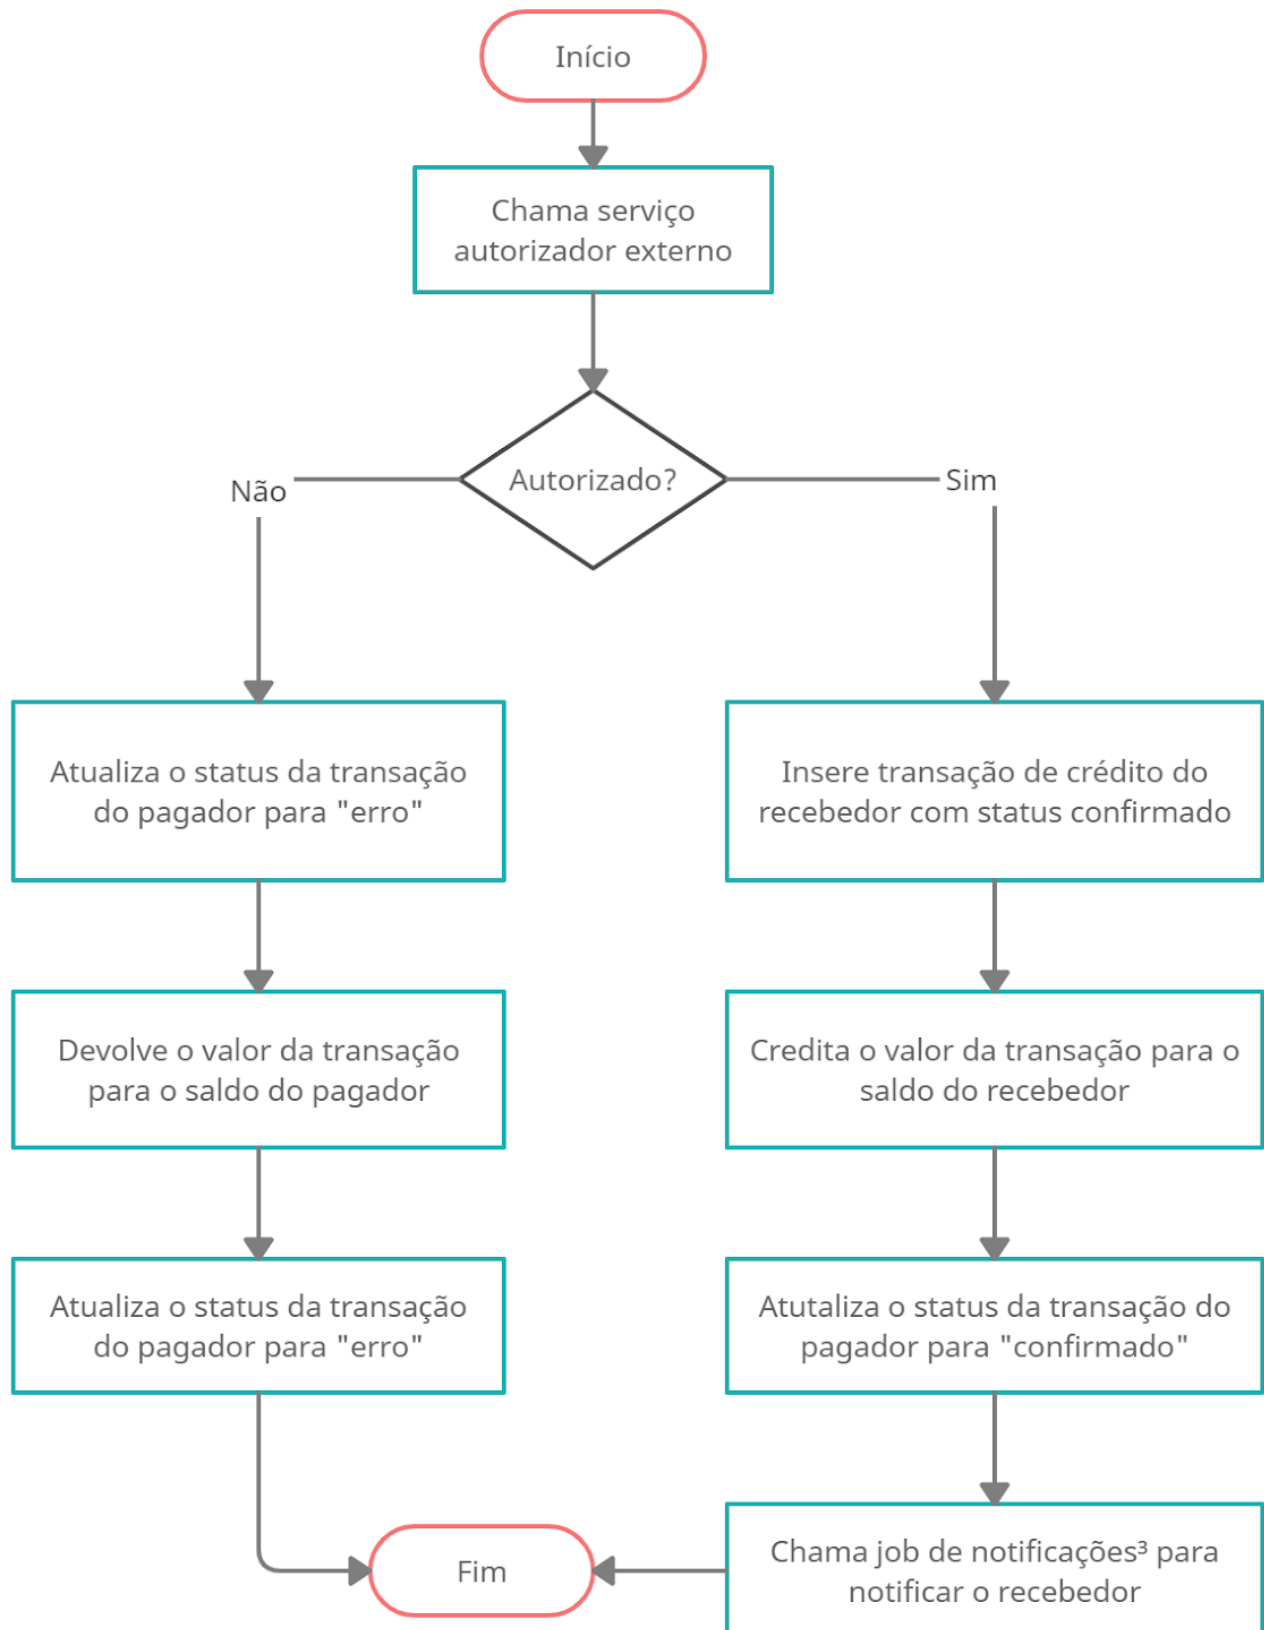 Início
Chama serviço
autorizador externo
Autorizado?
Não
Sim
Atualiza o status da transação
do pagador para "erro"
Insere transação de crédito do
recebedor com status confirmado
Devolve o valor da transação
para o saldo do pagador
Credita o valor da transação para o
saldo do recebedor
Atualiza o status da transação
do pagador para "erro"
Atutaliza o status da transação do
pagador para "confirmado"
Chama job de notificações³ para
notificar o recebedor
Fim